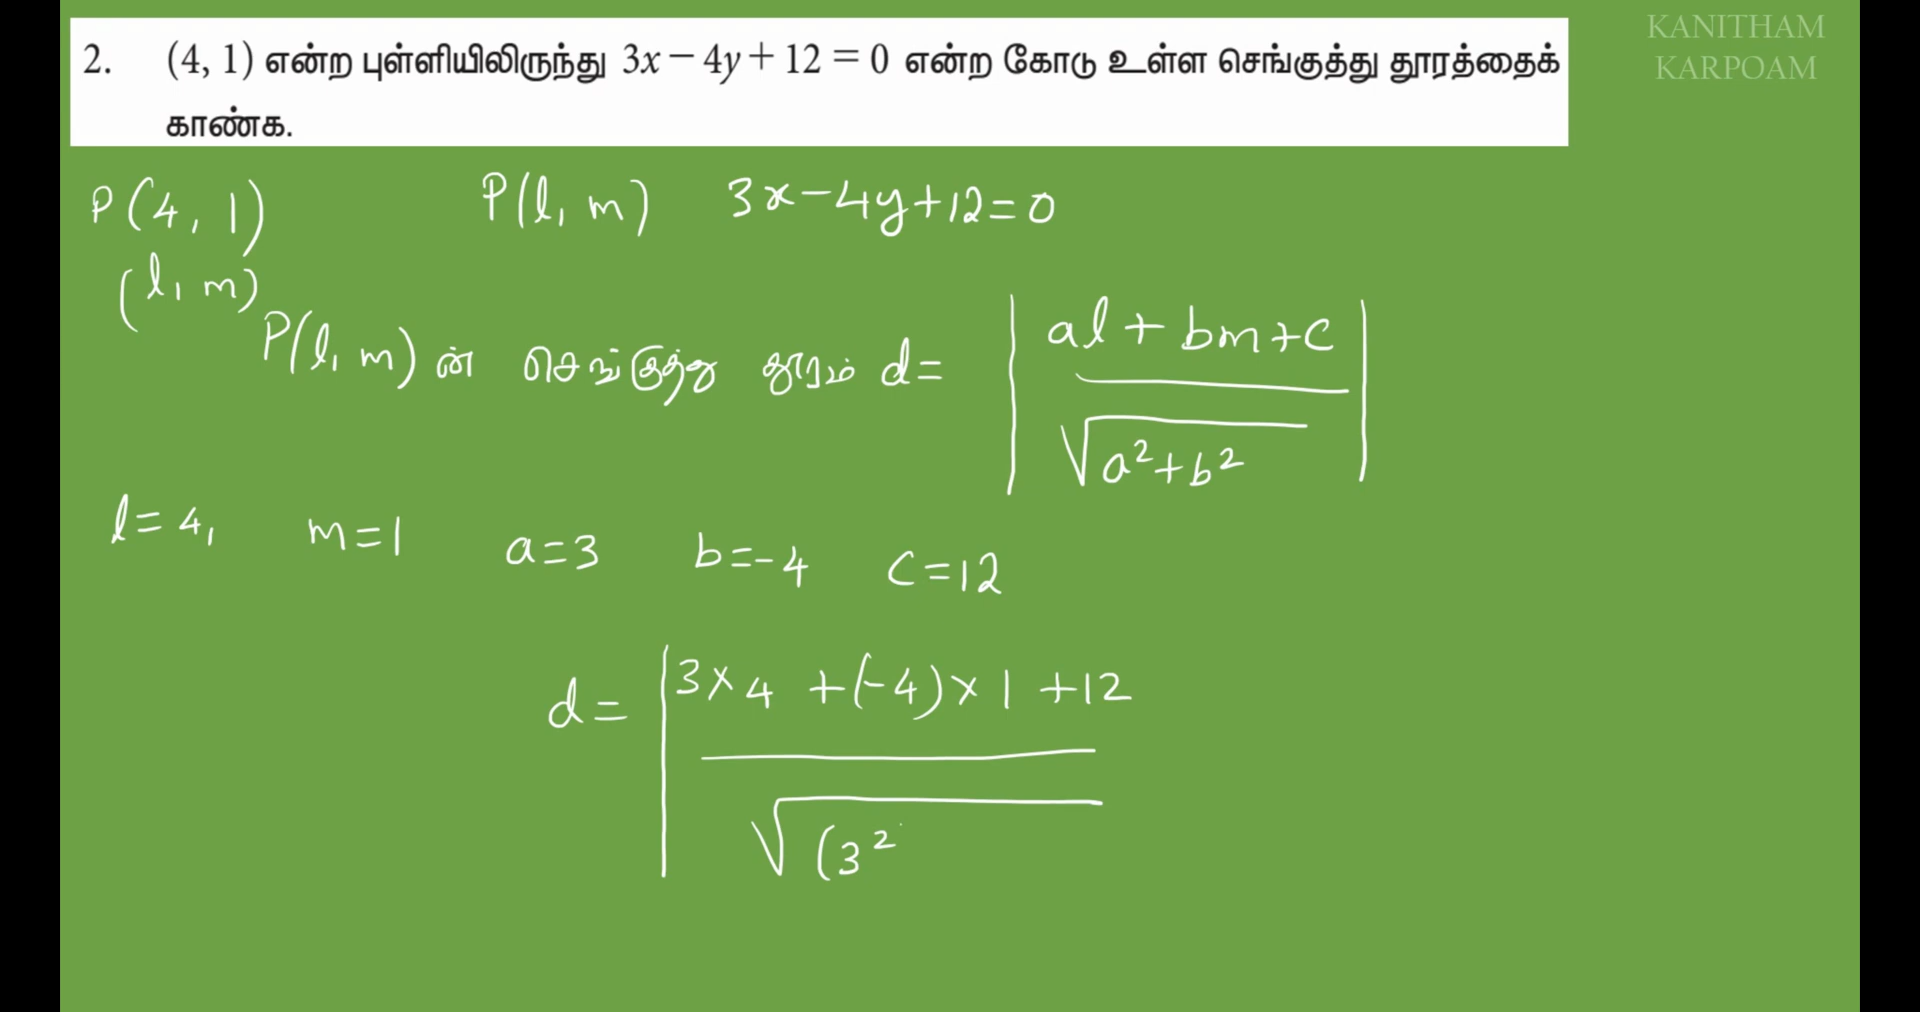 KANITHAM
KARPOAM
2. (4, 1) என்ற புள்ளியிலிருந்து 3x − 4y + 12 = 0 என்ற கோடு உள்ள செங்குத்து தூரத்தைக்
காண்க.
P(4, 1) P(l, m) 3x−4y+12=0
(l, m)
P(l, m) ன் செங்குத்து தூரம் d= | al+bm+c / √a²+b² |
l=4, m=1 a=3 b=−4 c=12
d= | 3×4 +(−4)×1 +12
√(3²